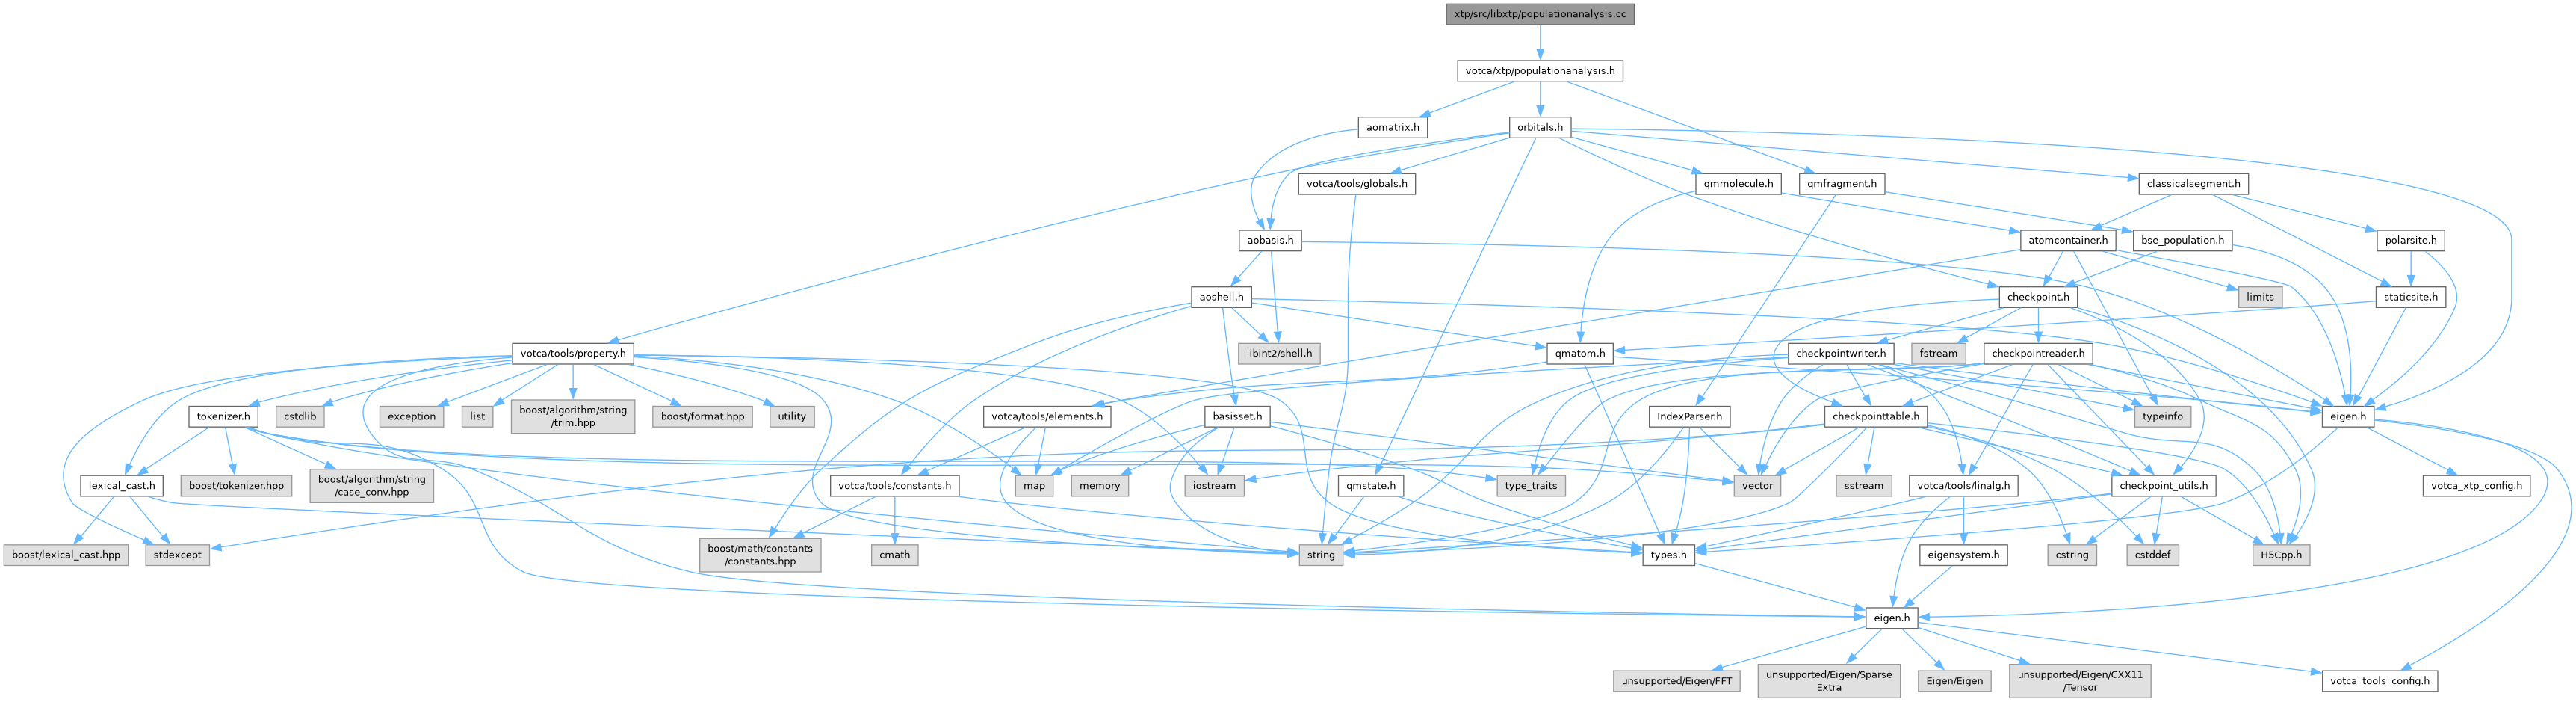 xtp/src/libxtp/populationanalysis.cc
votca/xtp/populationanalysis.h
aomatrix.h
orbitals.h
votca/tools/globals.h
qmmolecule.h
qmfragment.h
classicalsegment.h
aobasis.h
atomcontainer.h
bse_population.h
polarsite.h
aoshell.h
checkpoint.h
limits
staticsite.h
votca/tools/property.h
libint2/shell.h
qmatom.h
checkpointwriter.h
fstream
checkpointreader.h
tokenizer.h
cstdlib
exception
list
boost/algorithm/string
/trim.hpp
boost/format.hpp
utility
votca/tools/elements.h
basisset.h
IndexParser.h
checkpointtable.h
typeinfo
eigen.h
lexical_cast.h
boost/tokenizer.hpp
boost/algorithm/string
/case_conv.hpp
votca/tools/constants.h
map
memory
iostream
qmstate.h
type_traits
vector
sstream
votca/tools/linalg.h
checkpoint_utils.h
votca_xtp_config.h
boost/lexical_cast.hpp
stdexcept
boost/math/constants
/constants.hpp
cmath
string
types.h
eigensystem.h
cstring
cstddef
H5Cpp.h
eigen.h
unsupported/Eigen/FFT
unsupported/Eigen/Sparse
Extra
Eigen/Eigen
unsupported/Eigen/CXX11
/Tensor
votca_tools_config.h